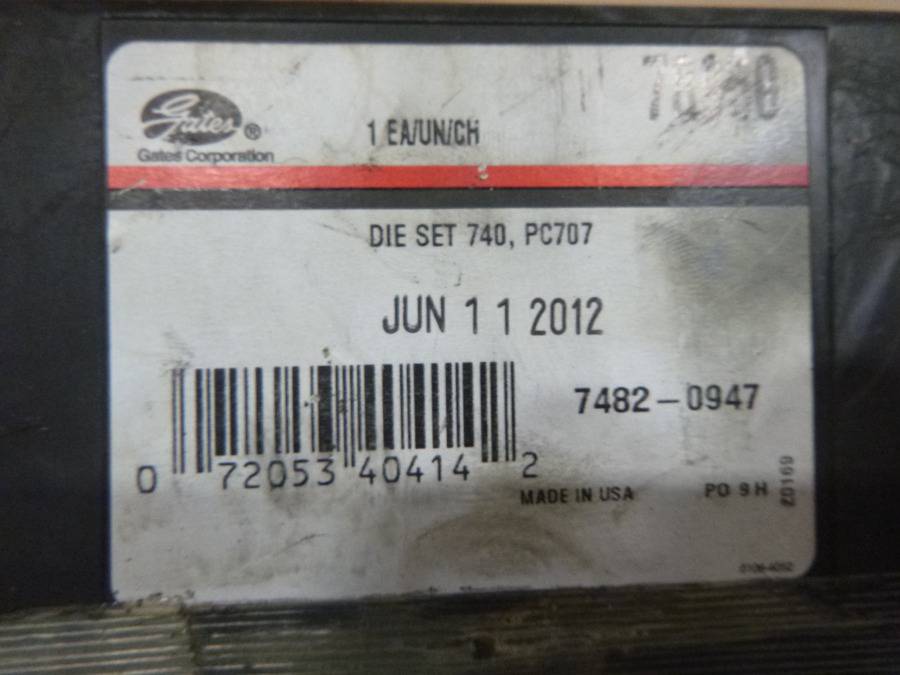 Gates ®
Gates Corporation
1 EA/UN/CH
DIE SET 740, PC707
JUN 1 1 2012
7482-0947
0 72053 40414 2
MADE IN USA
PO 9H